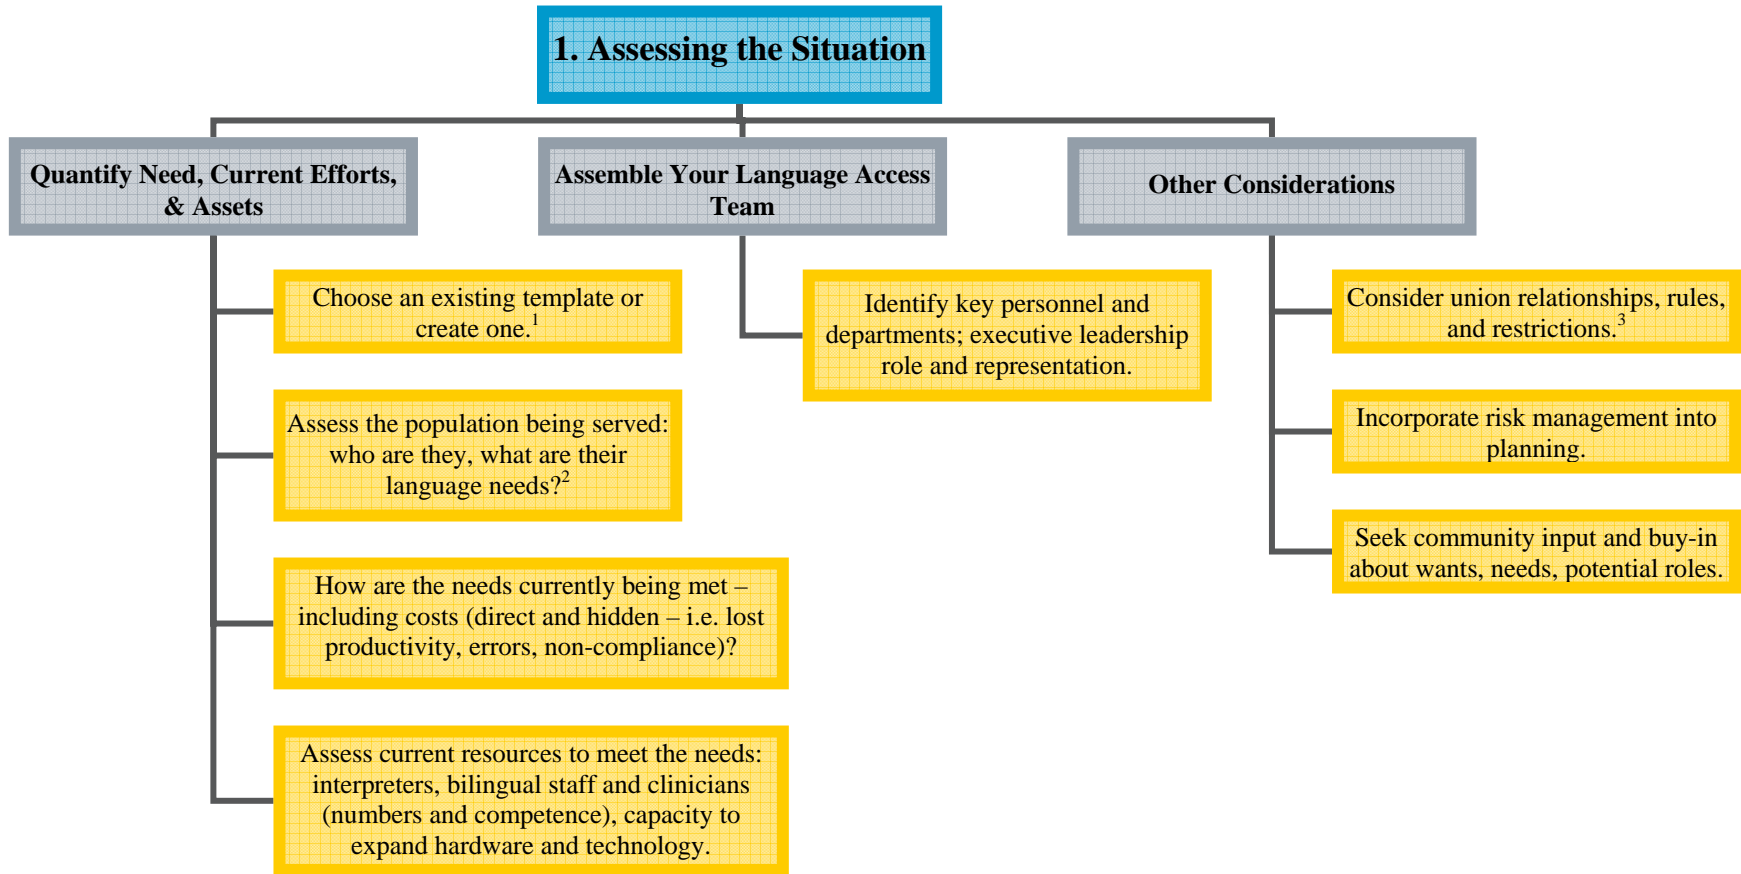 1. Assessing the Situation
Quantify Need, Current Efforts,
& Assets
Assemble Your Language Access
Team
Other Considerations
Choose an existing template or
create one.1
Assess the population being served:
who are they, what are their
language needs?2
How are the needs currently being met –
including costs (direct and hidden – i.e. lost
productivity, errors, non-compliance)?
Assess current resources to meet the needs:
interpreters, bilingual staff and clinicians
(numbers and competence), capacity to
expand hardware and technology.
Identify key personnel and
departments; executive leadership
role and representation.
Consider union relationships, rules,
and restrictions.3
Incorporate risk management into
planning.
Seek community input and buy-in
about wants, needs, potential roles.